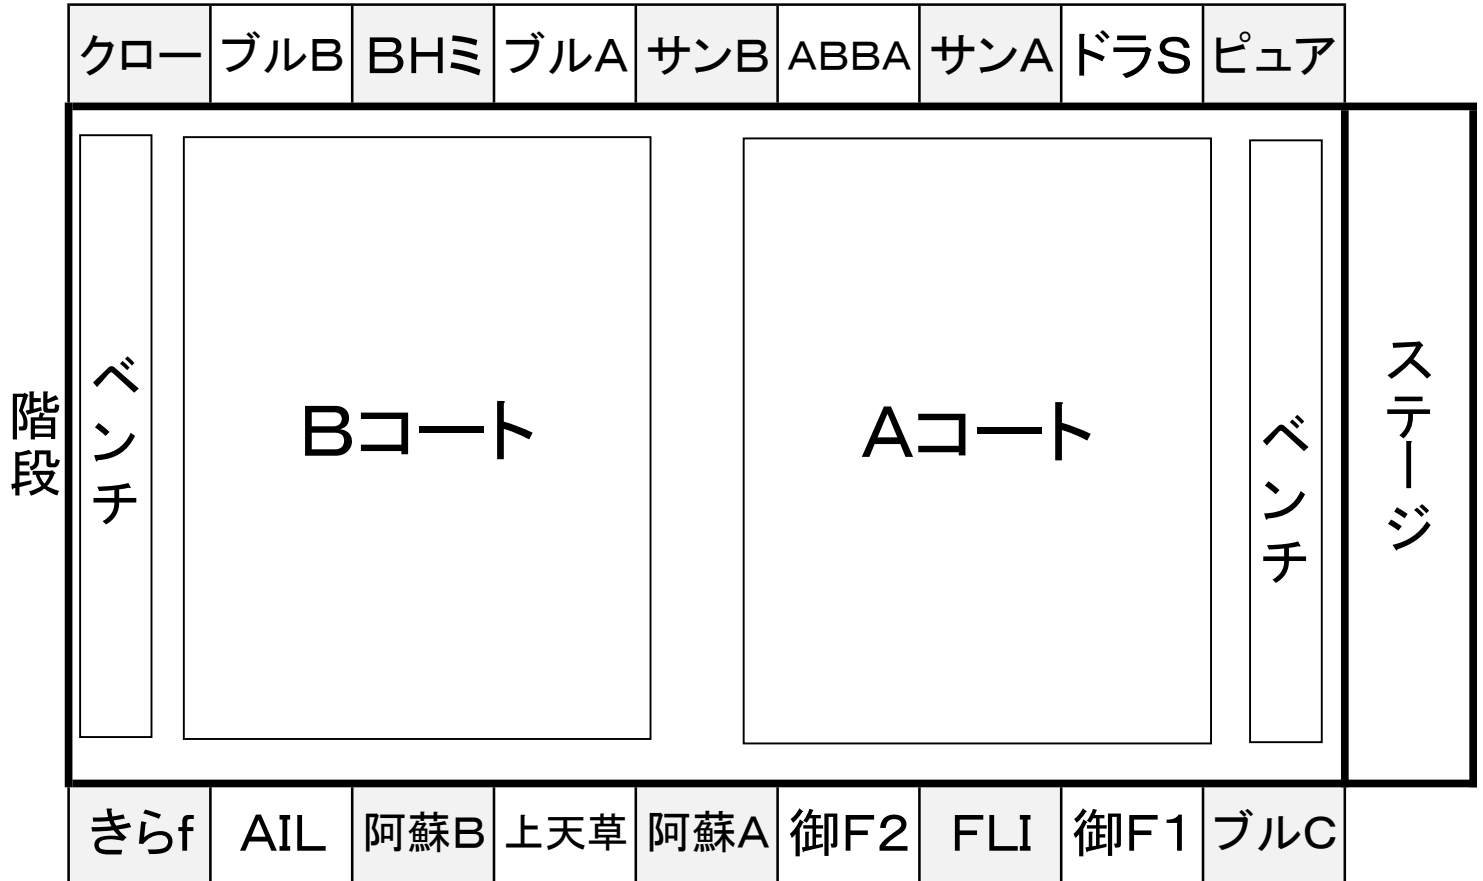 クロー ブルB BHミ ブルA サンB ABBA サンA ドラS ピュア
階段
ベンチ
Bコート
Aコート
ベンチ
ステージ
きらf AIL 阿蘇B 上天草 阿蘇A 御F2 FLI 御F1 ブルC